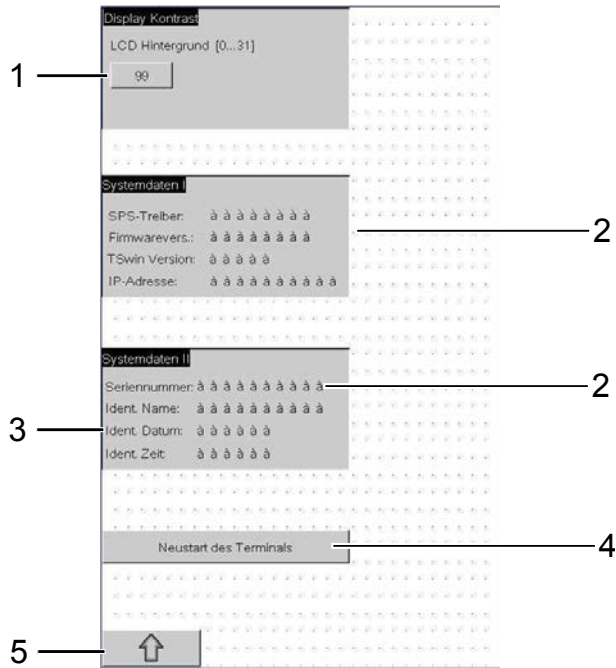 Display Kontrast
LCD Hintergrund [0...31]
1
99
Systemdaten I
SPS-Treiber: à à à à à à à à
2
Firmwarevers.: à à à à à à à à
TSwin Version: à à à à à
IP-Adresse: à à à à à à à à à à
Systemdaten II
Seriennummer: à à à à à à à à à à
2
Ident. Name: à à à à à à à à à à
3
Ident. Datum: à à à à à à
Ident. Zeit: à à à à à à
Neustart des Terminals
4
5